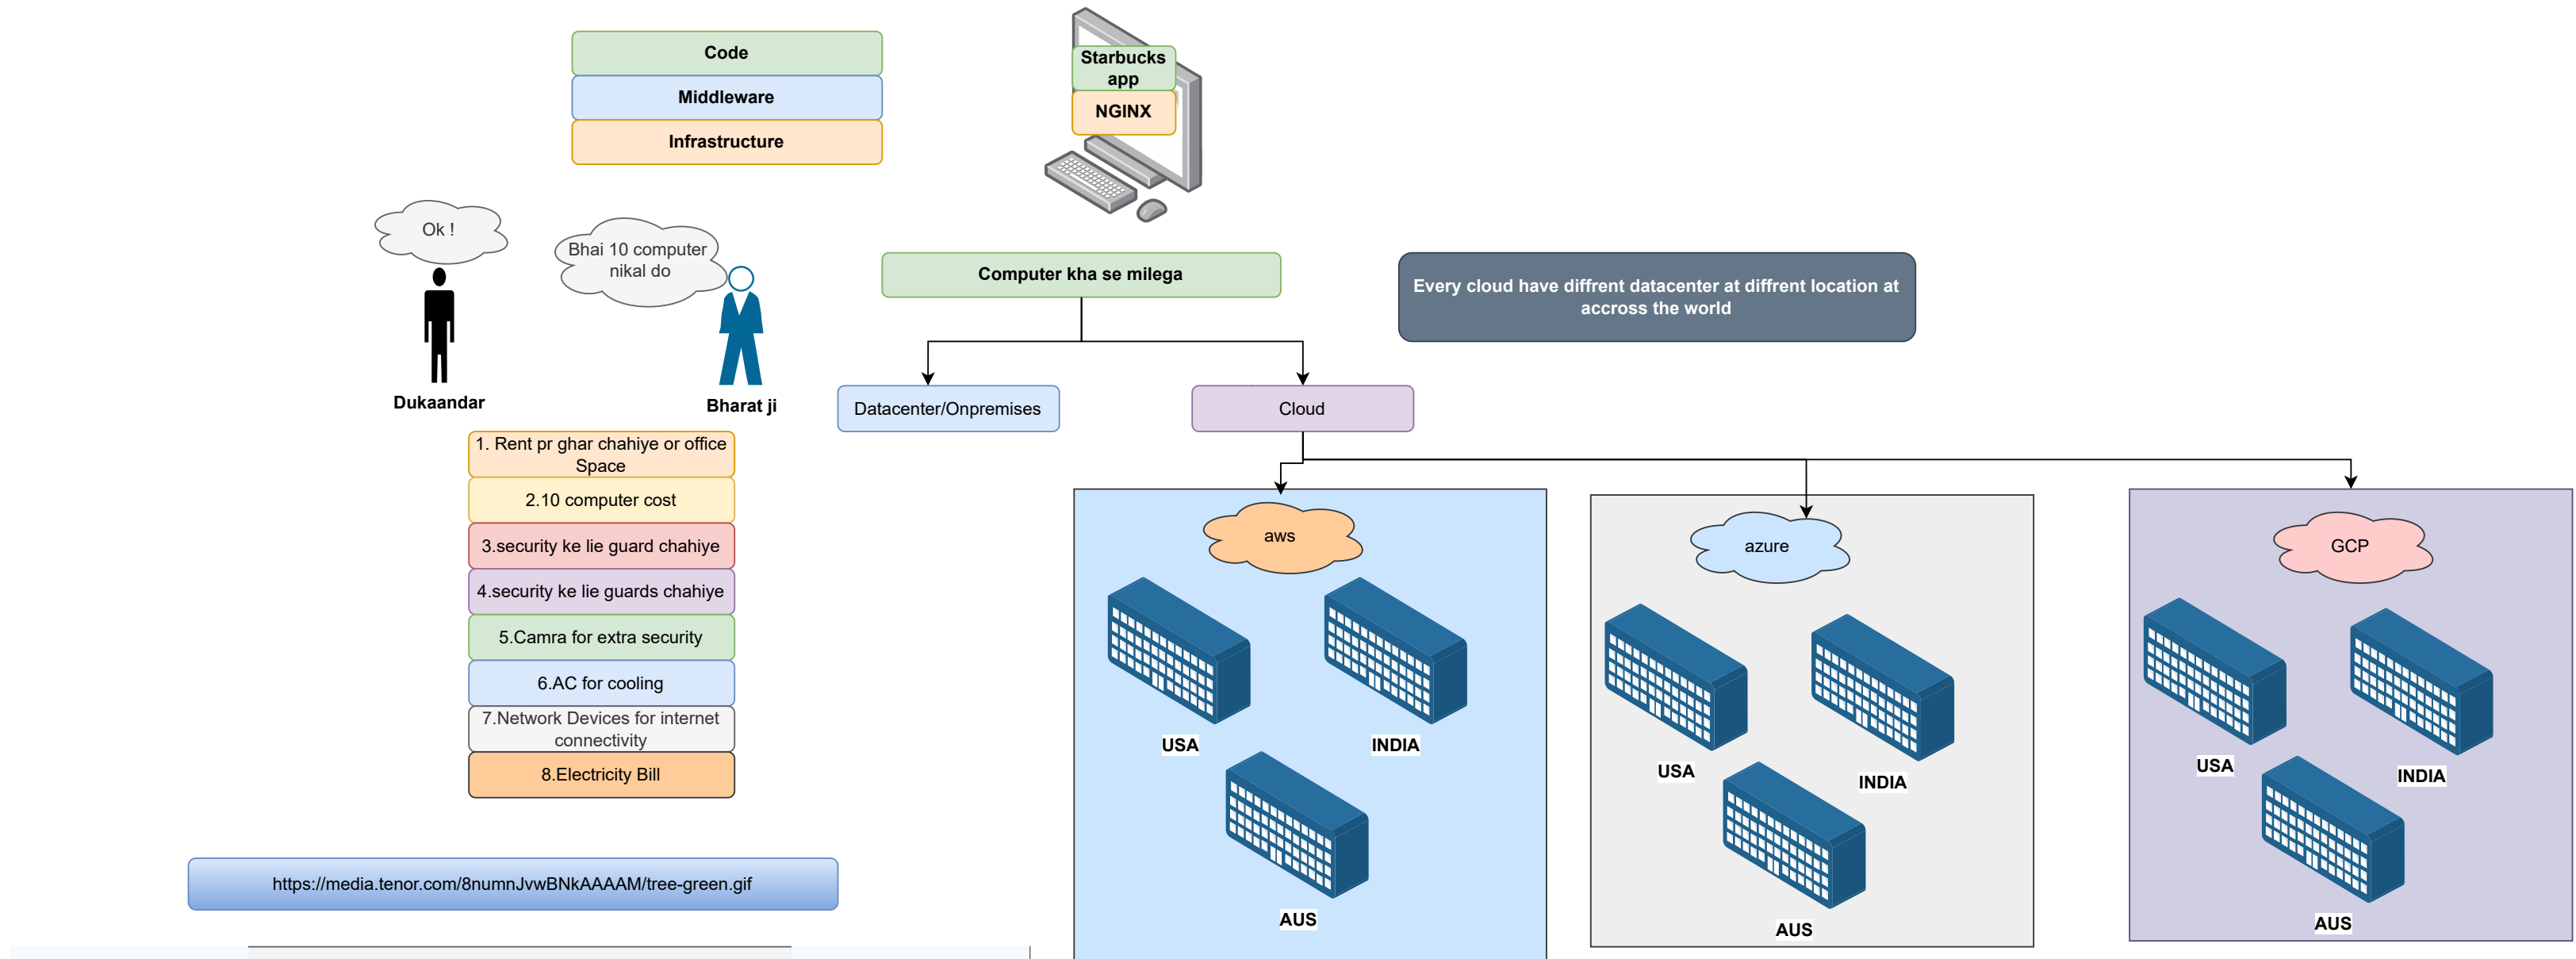 Code
Middleware
Infrastructure
Starbucks
app
NGINX
Ok !
Bhai 10 computer
nikal do
Dukaandar
Bharat ji
Computer kha se milega
Every cloud have diffrent datacenter at diffrent location at
accross the world
Datacenter/Onpremises
Cloud
1. Rent pr ghar chahiye or office
Space
2.10 computer cost
3.security ke lie guard chahiye
4.security ke lie guards chahiye
5.Camra for extra security
6.AC for cooling
7.Network Devices for internet
connectivity
8.Electricity Bill
https://media.tenor.com/8numnJvwBNkAAAAM/tree-green.gif
aws
USA
INDIA
AUS
azure
USA
INDIA
AUS
GCP
USA
INDIA
AUS